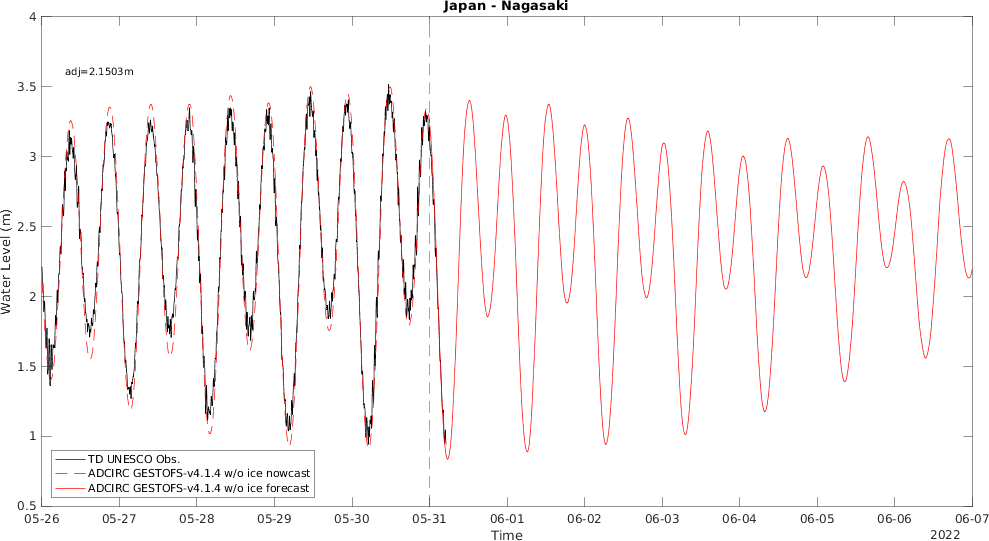 Japan - Nagasaki
4
adj=2.1503m
3.5
3
2.5
2
1.5
1
0.5
Water Level (m)
TD UNESCO Obs.
ADCIRC GESTOFS-v4.1.4 w/o ice nowcast
ADCIRC GESTOFS-v4.1.4 w/o ice forecast
05-26 05-27 05-28 05-29 05-30 05-31 06-01 06-02 06-03 06-04 06-05 06-06 06-07
Time
2022